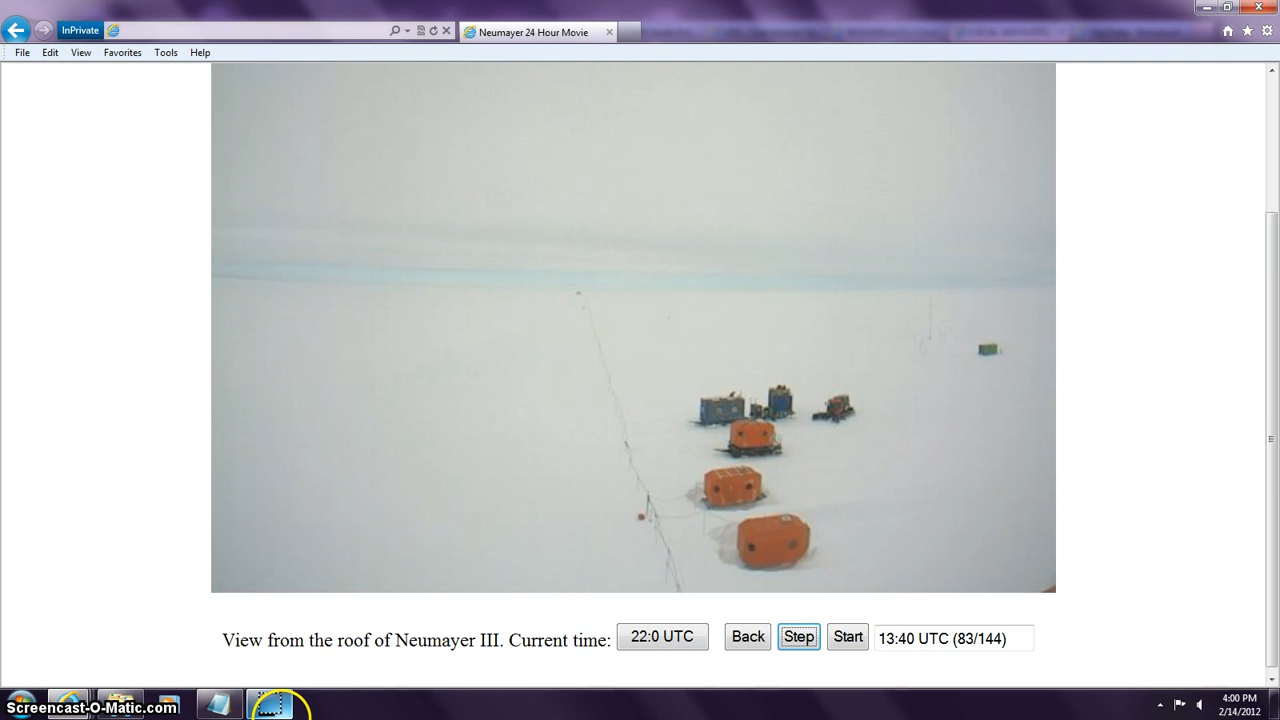 InPrivate
Neumayer 24 Hour Movie
File Edit View Favorites Tools Help
View from the roof of Neumayer III. Current time: 22:0 UTC Back Step Start 13:40 UTC (83/144)
Screencast-O-Matic.com
4:00 PM
2/14/2012